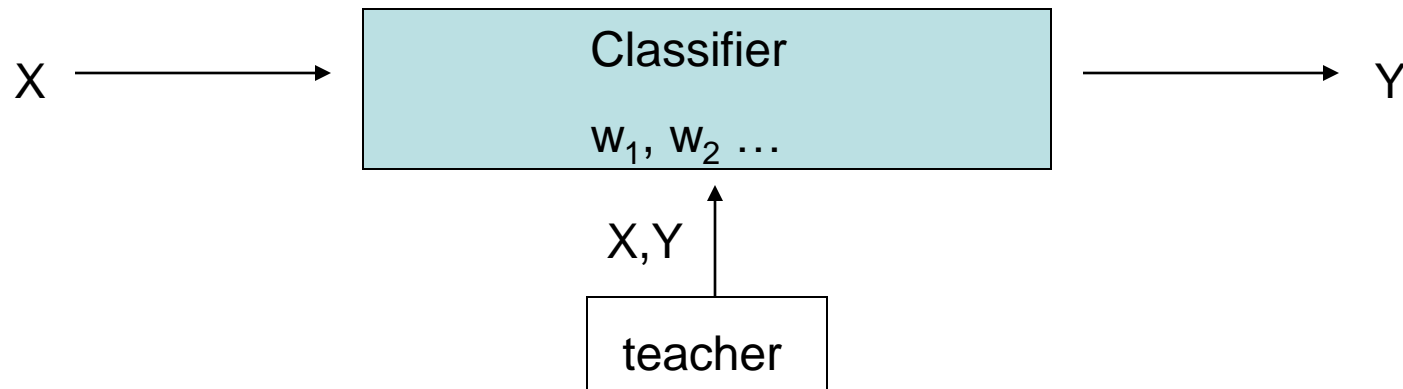 X
Classifier
w₁, w₂ …
Y
X,Y
teacher